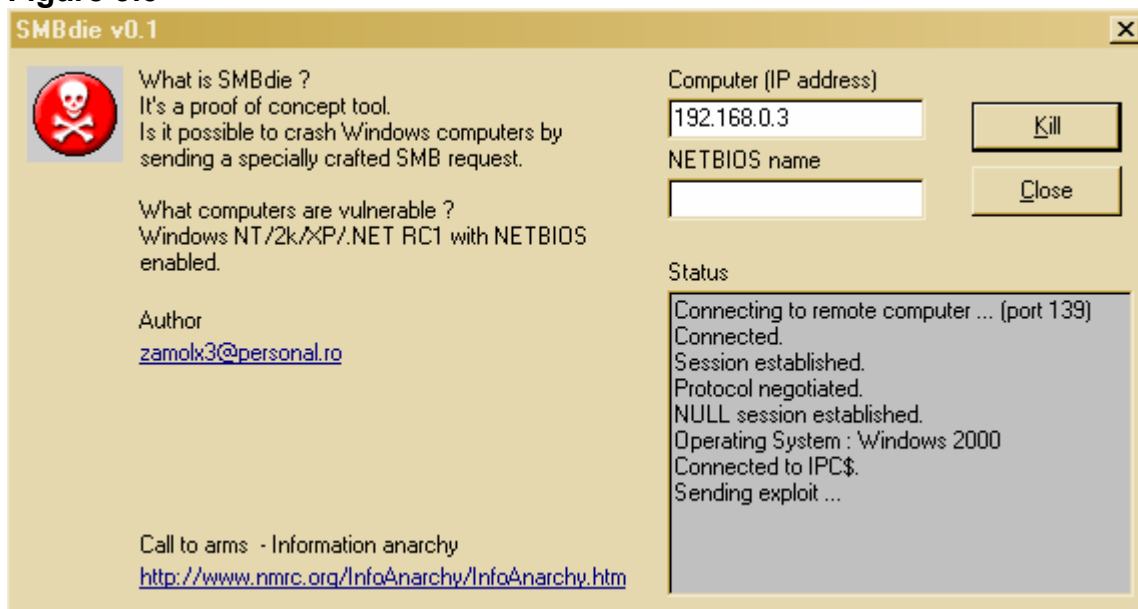 SMBdie v0.1
What is SMBdie ?
It's a proof of concept tool.
Is it possible to crash Windows computers by
sending a specially crafted SMB request.
What computers are vulnerable ?
Windows NT/2k/XP/.NET RC1 with NETBIOS
enabled.
Author
zamolx3@personal.ro
Call to arms - Information anarchy
http://www.nmrc.org/InfoAnarchy/InfoAnarchy.htm
Computer (IP address)
192.168.0.3
NETBIOS name
Kill
Close
Status
Connecting to remote computer ... (port 139)
Connected.
Session established.
Protocol negotiated.
NULL session established.
Operating System : Windows 2000
Connected to IPC$.
Sending exploit ...